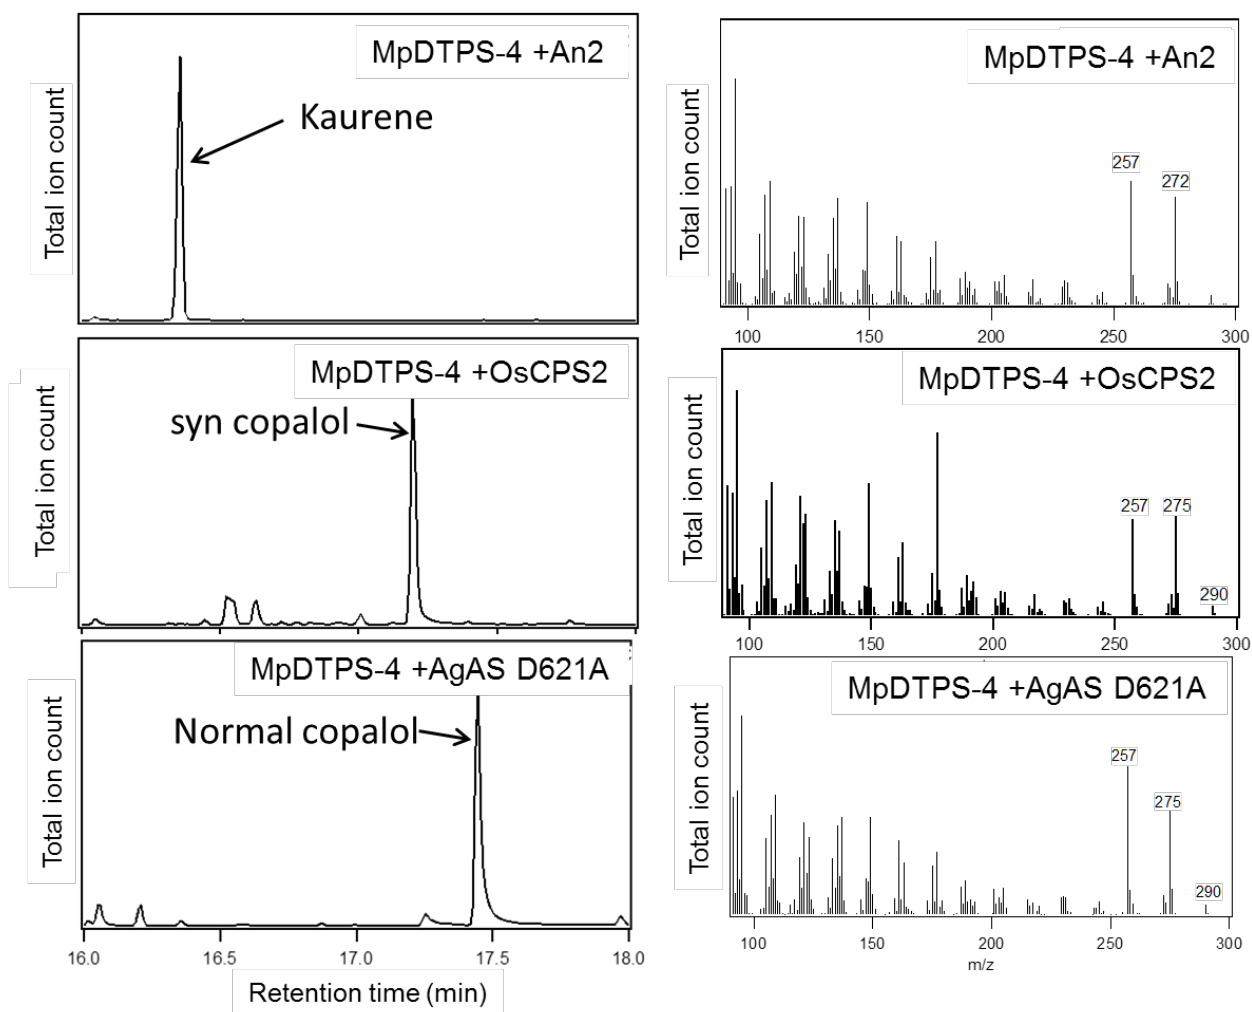 MpDTPS-4 +An2
Kaurene
Total ion count
MpDTPS-4 +An2
257
272
Total ion count
100 150 200 250 300
MpDTPS-4 +OsCPS2
syn copalol
Total ion count
MpDTPS-4 +OsCPS2
257 275
290
Total ion count
100 150 200 250 300
MpDTPS-4 +AgAS D621A
Normal copalol
Total ion count
16.0 16.5 17.0 17.5 18.0
Retention time (min)
MpDTPS-4 +AgAS D621A
257
275
290
Total ion count
100 150 200 250 300
m/z